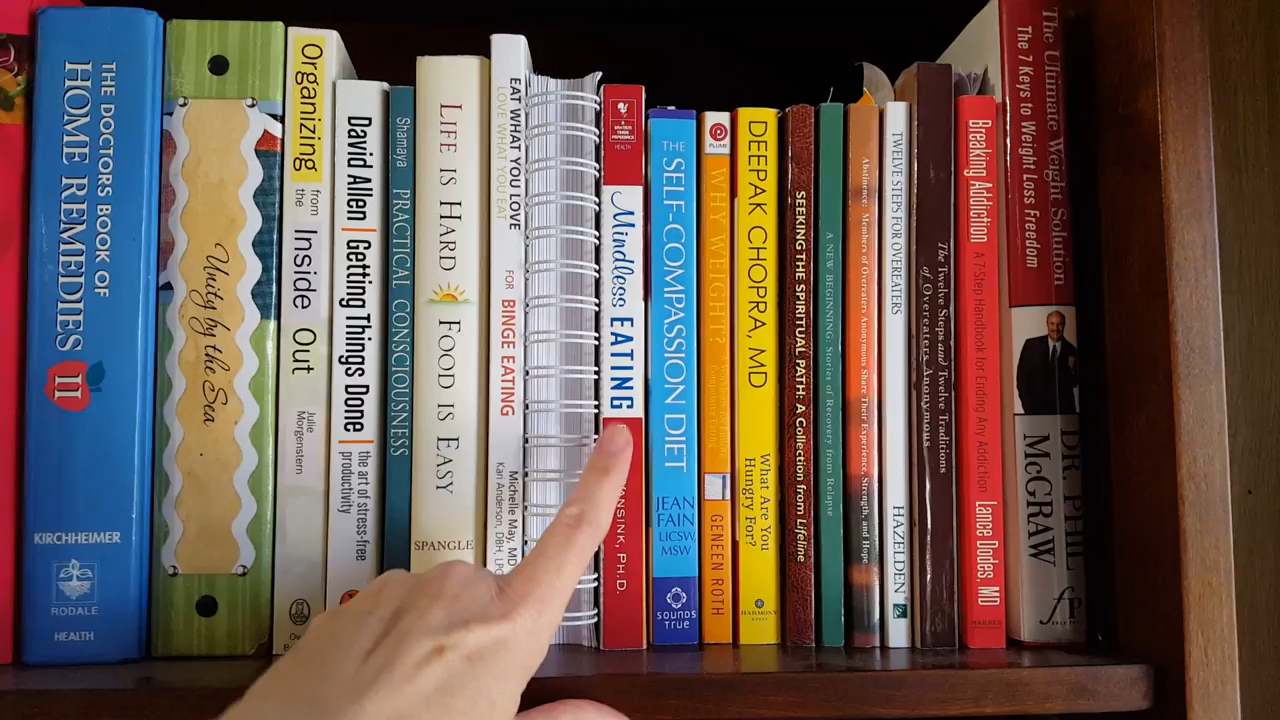 THE DOCTORS BOOK OF
HOME REMEDIES
II
KIRCHHEIMER
RODALE
HEALTH
Unity by the Sea
Organizing
from
the
Inside Out
Julie
Morgenstern
David Allen | Getting Things Done | the art of stress-free
productivity
Shamaya PRACTICAL CONSCIOUSNESS
LIFE IS HARD FOOD IS EASY
SPANGLE
EAT WHAT YOU LOVE
LOVE WHAT YOU EAT
FOR BINGE EATING
Michelle May, MD
Kari Anderson, DBH,
HEALTH
Mindless EATING
WANSINK, PH.D.
THE SELF-COMPASSION DIET
JEAN
FAIN
LICSW,
MSW
sounds
true
PLUME
WHY WEIGHT?
GENEEN ROTH
DEEPAK CHOPRA, MD
What Are You
Hungry For?
HARMONY
BOOKS
SEEKING THE SPIRITUAL PATH: A Collection from Lifeline
A NEW BEGINNING: Stories of Recovery from Relapse
Abstinence: Members of Overeaters Anonymous Share Their Experience, Strength, and Hope
TWELVE STEPS FOR OVEREATERS
HAZELDEN
The Twelve Steps and Twelve Traditions
of Overeaters Anonymous
Breaking Addiction A 7-Step Handbook for Ending Any Addiction Lance Dodes, MD
HARPER
The Ultimate Weight Solution
The 7 Keys to Weight Loss Freedom
DR. PHIL
McGRAW